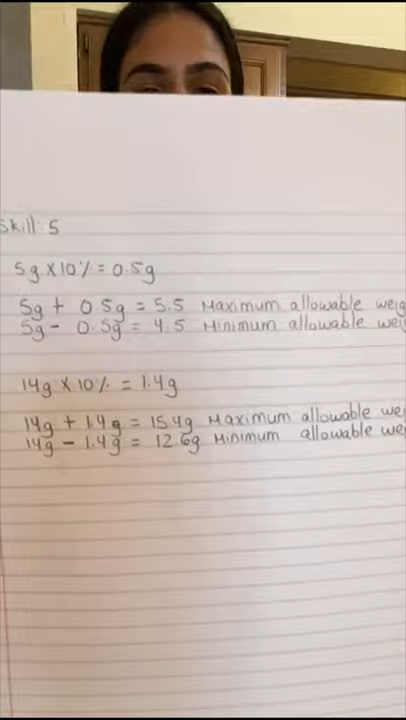 Skill: 5
5g x 10% = 0.5g
5g + 0.5g = 5.5 Maximum allowable
5g - 0.5g = 4.5 Minimum allowable
14g x 10% = 1.4g
14g + 1.4g = 15.4g Maximum allowable
14g - 1.4g = 12.6g Minimum allowable